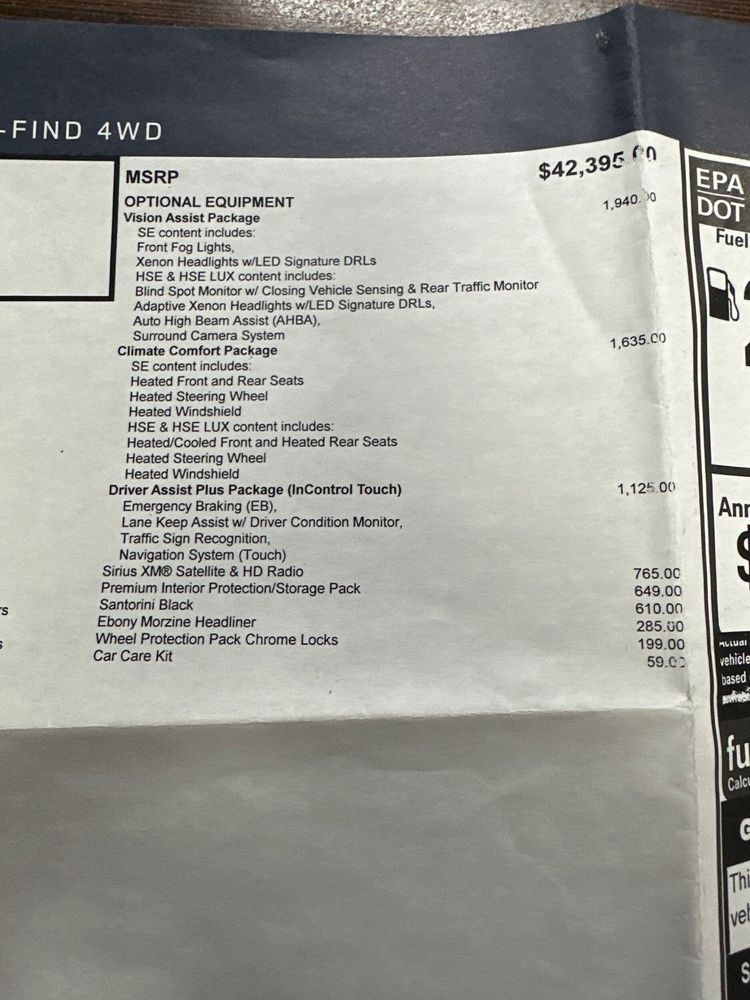 -FIND 4WD
MSRP $42,395.00
OPTIONAL EQUIPMENT
Vision Assist Package 1,940.00
SE content includes:
Front Fog Lights,
Xenon Headlights w/LED Signature DRLs
HSE & HSE LUX content includes:
Blind Spot Monitor w/ Closing Vehicle Sensing & Rear Traffic Monitor
Adaptive Xenon Headlights w/LED Signature DRLs,
Auto High Beam Assist (AHBA),
Surround Camera System
Climate Comfort Package 1,635.00
SE content includes:
Heated Front and Rear Seats
Heated Steering Wheel
Heated Windshield
HSE & HSE LUX content includes:
Heated/Cooled Front and Heated Rear Seats
Heated Steering Wheel
Heated Windshield
Driver Assist Plus Package (InControl Touch) 1,125.00
Emergency Braking (EB),
Lane Keep Assist w/ Driver Condition Monitor,
Traffic Sign Recognition,
Navigation System (Touch)
Sirius XM® Satellite & HD Radio 765.00
Premium Interior Protection/Storage Pack 649.00
Santorini Black 610.00
Ebony Morzine Headliner 285.00
Wheel Protection Pack Chrome Locks 199.00
Car Care Kit 59.00
rs
s
EPA
DOT
Fuel
Ann
$
Actual
vehicle
based
fu
Calcu
G
Thi
veh
S